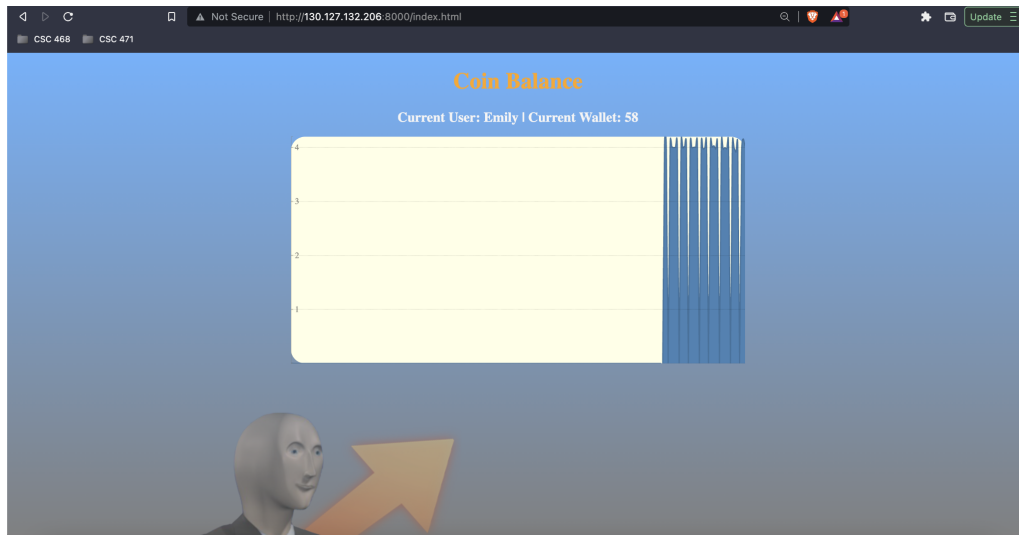 Not Secure | http://130.127.132.206:8000/index.html
1
Update
CSC 468 CSC 471
Coin Balance
Current User: Emily | Current Wallet: 58
4
3
2
1